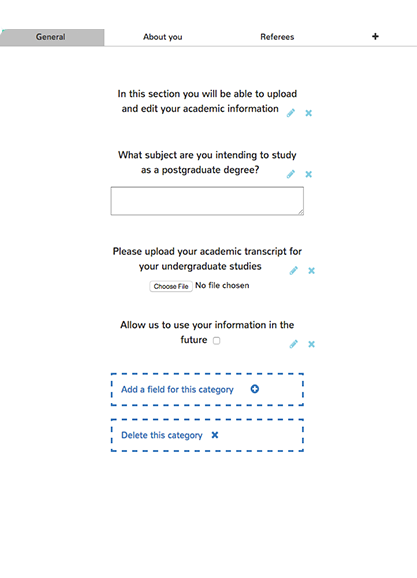 General About you Referees +
In this section you will be able to upload
and edit your academic information
What subject are you intending to study
as a postgraduate degree?
Please upload your academic transcript for
your undergraduate studies
Choose File No file chosen
Allow us to use your information in the
future
Add a field for this category
Delete this category